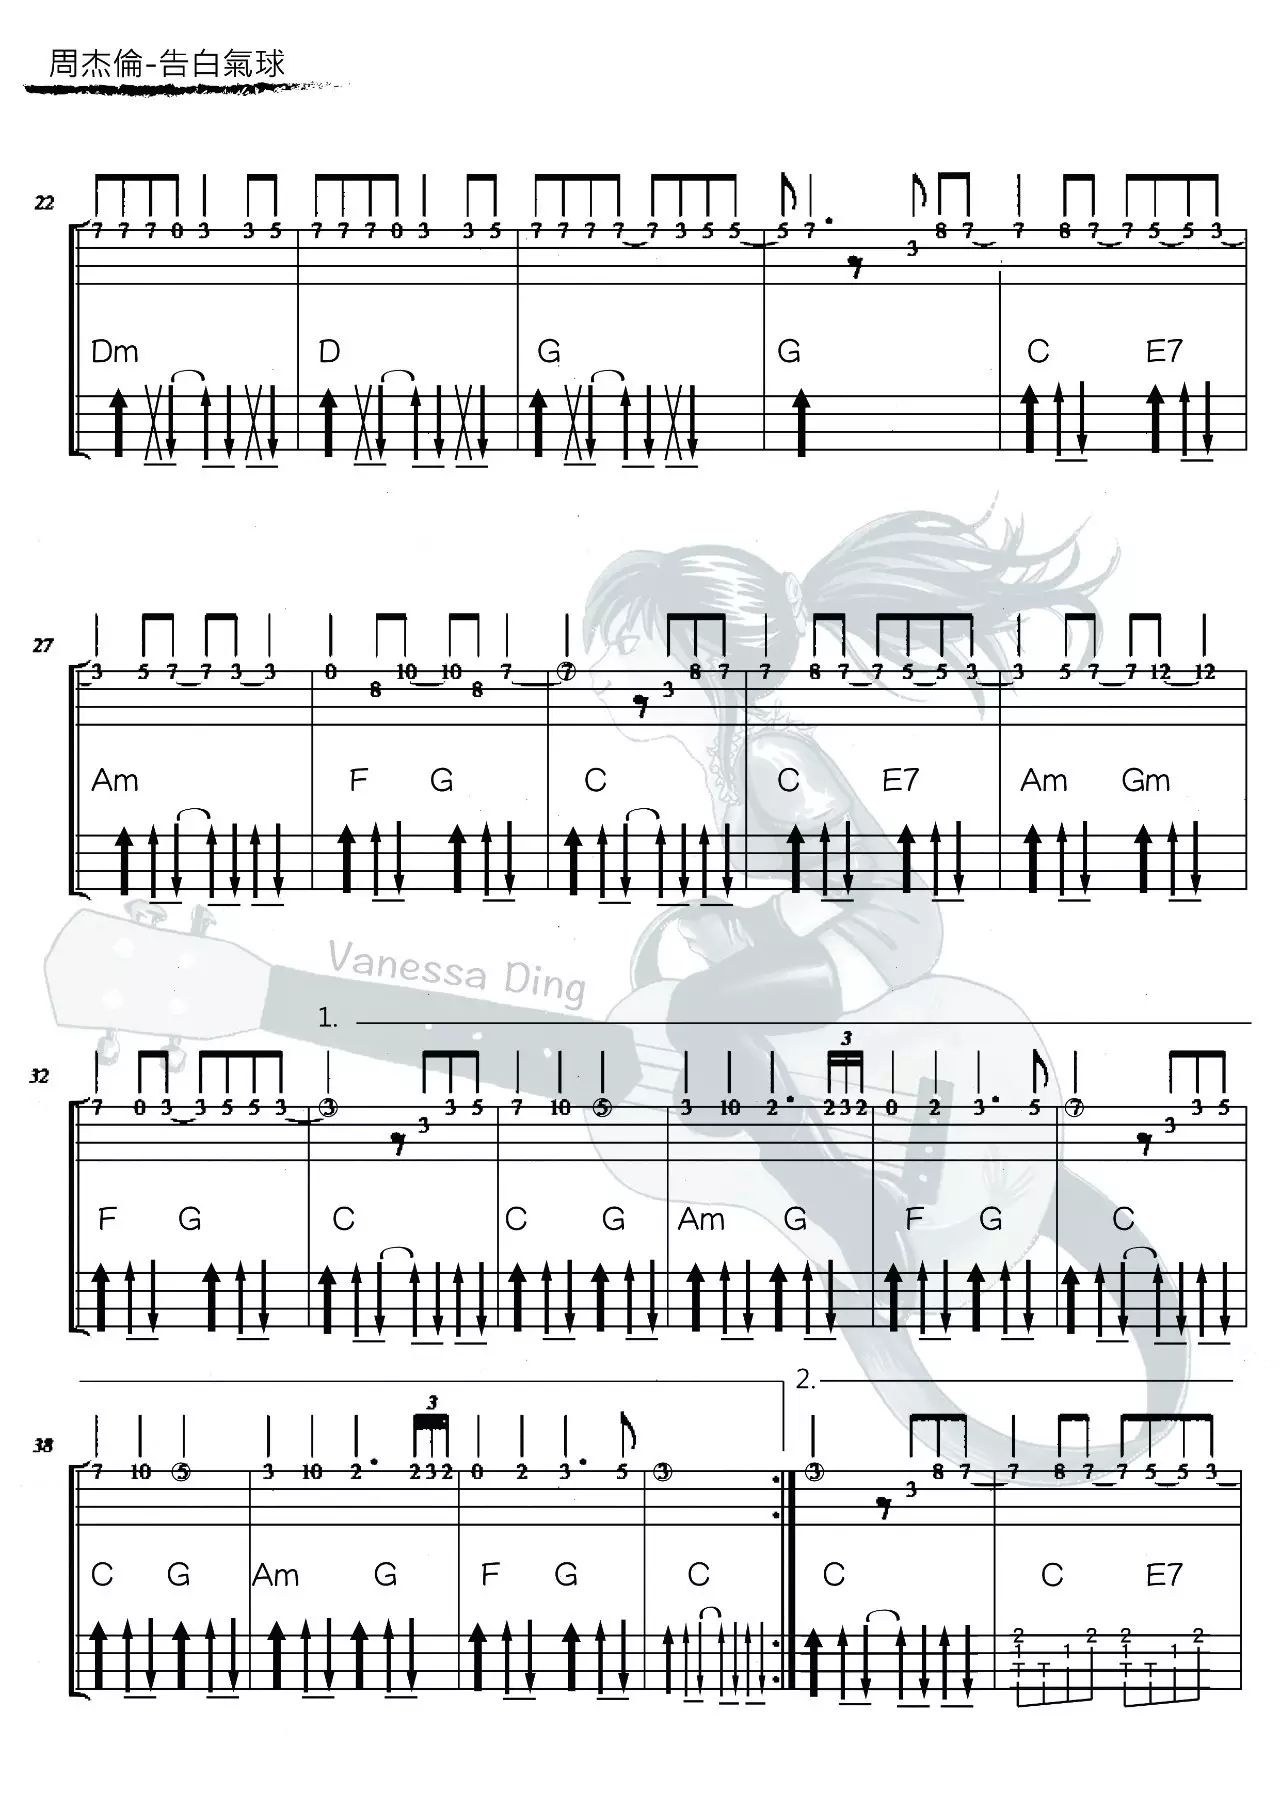 周杰倫-告白氣球
22
7 7 7 0 3 3 5 7 7 7 0 3 3 5 7 7 7 7 7 3 5 5 5 7 3 8 7 7 8 7 7 5 5 3
Dm D G G C E7
27
3 5 7 7 3 3 0 8 10 10 8 7 7 3 8 7 7 8 7 7 5 5 3 3 5 7 7 12 12
Am F G C C E7 Am Gm
Vanessa Ding
1.
3
32
7 0 3 3 5 5 3 3 3 3 5 7 10 5 3 10 2 2 3 2 0 2 3 5 7 3 3 5
F G C C G Am G F G C
2.
3
38
7 10 5 3 10 2 2 3 2 0 2 3 5 3 3 3 8 7 7 8 7 7 5 5 3
C G Am G F G C C C E7
2 2 2 2
1 1 1 1
T T T T